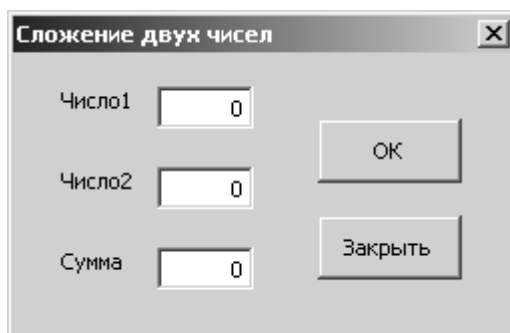 Сложение двух чисел
Число1 0
ОК
Число2 0
Закрыть
Сумма 0